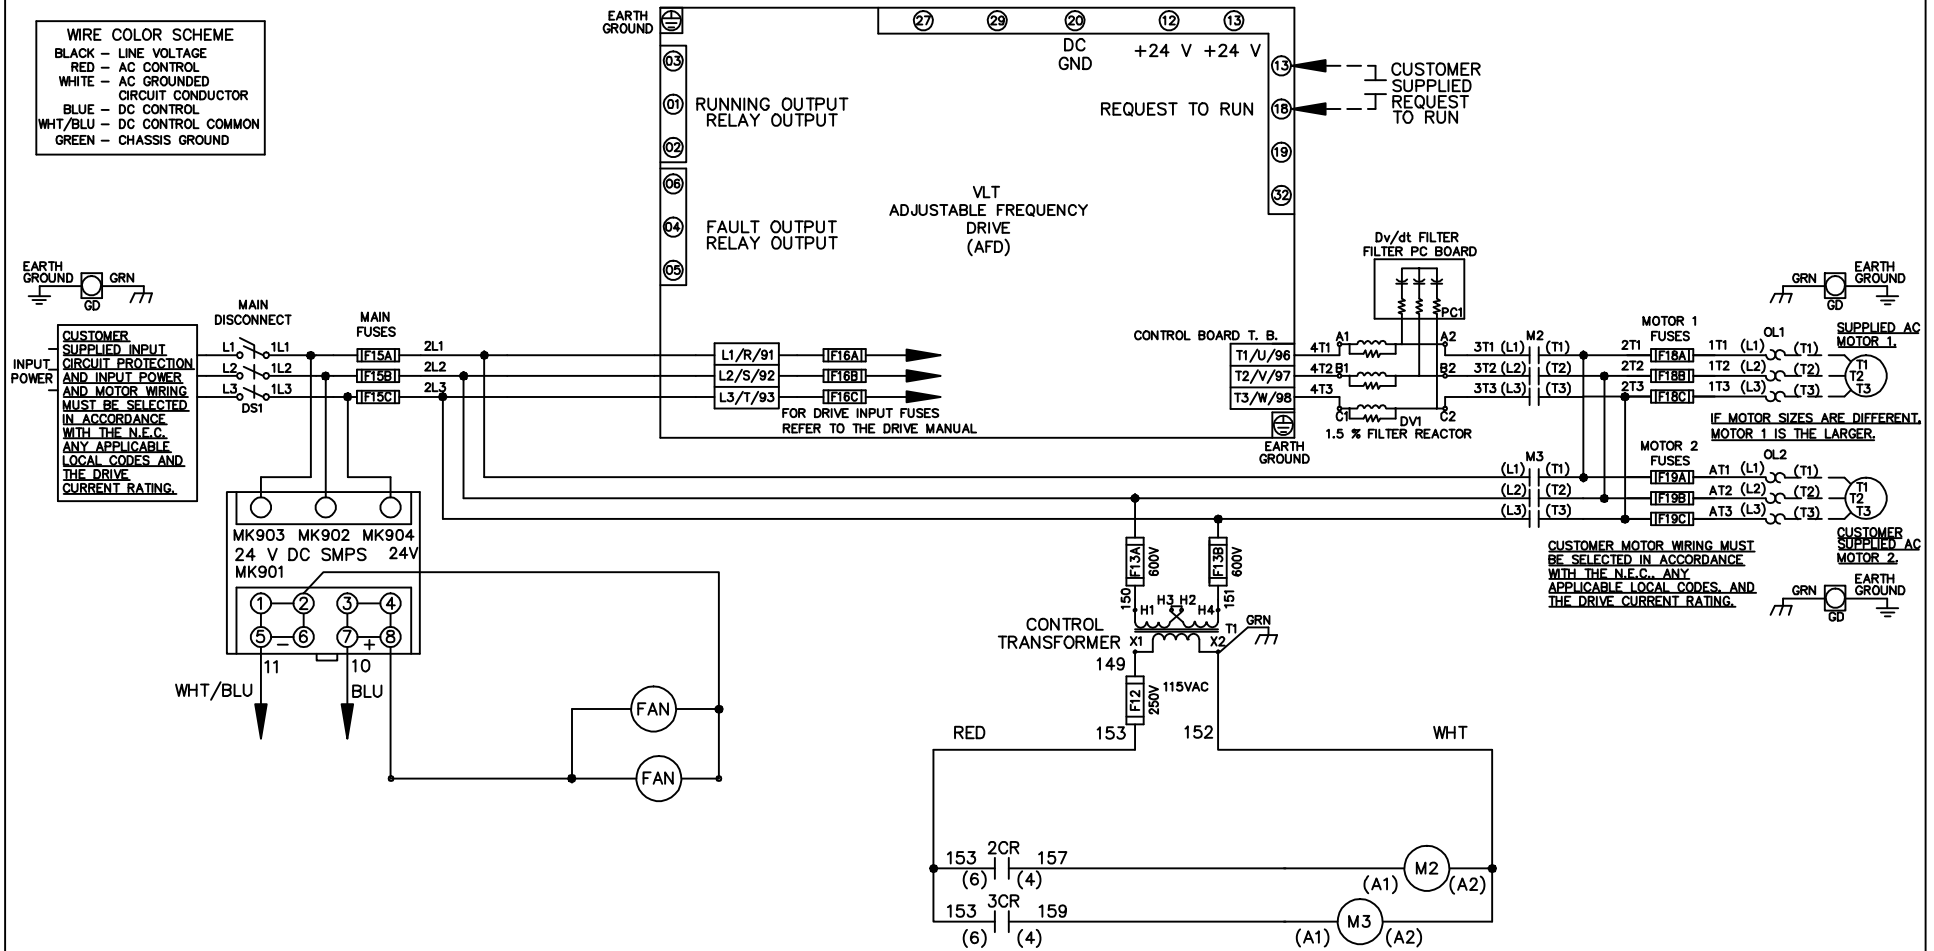 WIRE COLOR SCHEME
BLACK – LINE VOLTAGE
RED – AC CONTROL
WHITE – AC GROUNDED
CIRCUIT CONDUCTOR
BLUE – DC CONTROL
WHT/BLU – DC CONTROL COMMON
GREEN – CHASSIS GROUND
EARTH
GROUND
27 29 20 12 13
DC
GND
+24 V +24 V
03
01
02
RUNNING OUTPUT
RELAY OUTPUT
06
04
05
FAULT OUTPUT
RELAY OUTPUT
VLT
ADJUSTABLE FREQUENCY
DRIVE
(AFD)
REQUEST TO RUN
13
18
19
32
CUSTOMER
SUPPLIED
REQUEST
TO RUN
EARTH
GROUND
GRN
GD
INPUT
POWER
CUSTOMER
SUPPLIED INPUT
CIRCUIT PROTECTION
AND INPUT POWER
AND MOTOR WIRING
MUST BE SELECTED
IN ACCORDANCE
WITH THE N.E.C.
ANY APPLICABLE
LOCAL CODES AND
THE DRIVE
CURRENT RATING.
MAIN
DISCONNECT
L1 1L1
L2 1L2
L3 1L3
DS1
MAIN
FUSES
F15A 2L1
F15B 2L2
F15C 2L3
L1/R/91 F16A
L2/S/92 F16B
L3/T/93 F16C
FOR DRIVE INPUT FUSES
REFER TO THE DRIVE MANUAL
CONTROL BOARD T. B.
T1/U/96
T2/V/97
T3/W/98
EARTH
GROUND
Dv/dt FILTER
FILTER PC BOARD
PC1
4T1 A1 A2
4T2 B1 B2
4T3 C1 C2
DV1
1.5 % FILTER REACTOR
M2
3T1 (L1) (T1)
3T2 (L2) (T2)
3T3 (L3) (T3)
MOTOR 1
FUSES
2T1 F18A 1T1 (L1) (T1)
2T2 F18B 1T2 (L2) (T2)
2T3 F18C 1T3 (L3) (T3)
OL1
GRN
GD
EARTH
GROUND
SUPPLIED AC
MOTOR 1.
T1
T2
T3
IF MOTOR SIZES ARE DIFFERENT,
MOTOR 1 IS THE LARGER.
M3
(L1) (T1)
(L2) (T2)
(L3) (T3)
MOTOR 2
FUSES
F19A AT1 (L1) (T1)
F19B AT2 (L2) (T2)
F19C AT3 (L3) (T3)
OL2
T1
T2
T3
CUSTOMER
SUPPLIED AC
MOTOR 2.
CUSTOMER MOTOR WIRING MUST
BE SELECTED IN ACCORDANCE
WITH THE N.E.C., ANY
APPLICABLE LOCAL CODES, AND
THE DRIVE CURRENT RATING.
GRN
GD
EARTH
GROUND
MK903 MK902 MK904
24 V DC SMPS 24V
MK901
1 2 3 4
5 – 6 7 + 8
11 10
WHT/BLU BLU
FAN
FAN
F13A
600V
F13B
600V
150 151
H1 H3 H2 H4
CONTROL
TRANSFORMER
X1 X2 T1
GRN
149
F12
250V
115VAC
153 152
RED WHT
153 2CR 157
(6) (4)
M2
(A1) (A2)
153 3CR 159
(6) (4)
M3
(A1) (A2)